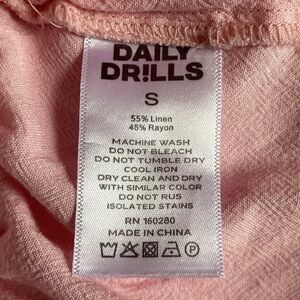 DAILY
DR!LLS
S
55% Linen
45% Rayon
MACHINE WASH
DO NOT BLEACH
DO NOT TUMBLE DRY
COOL IRON
DRY CLEAN AND DRY
WITH SIMILAR COLOR
DO NOT RUS
ISOLATED STAINS
RN 160280
MADE IN CHINA
P